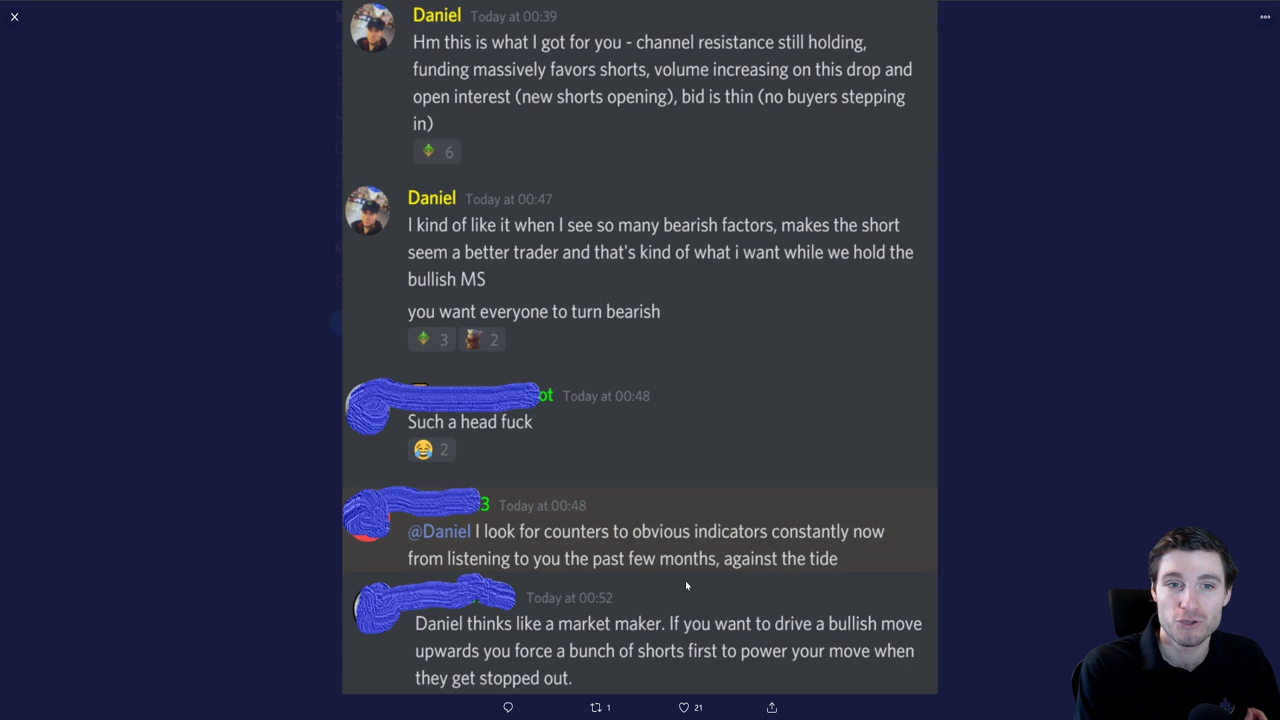 Daniel Today at 00:39
Hm this is what I got for you - channel resistance still holding,
funding massively favors shorts, volume increasing on this drop and
open interest (new shorts opening), bid is thin (no buyers stepping
in)
6
Daniel Today at 00:47
I kind of like it when I see so many bearish factors, makes the short
seem a better trader and that's kind of what i want while we hold the
bullish MS
you want everyone to turn bearish
3 2
ot Today at 00:48
Such a head fuck
2
3 Today at 00:48
@Daniel I look for counters to obvious indicators constantly now
from listening to you the past few months, against the tide
Today at 00:52
Daniel thinks like a market maker. If you want to drive a bullish move
upwards you force a bunch of shorts first to power your move when
they get stopped out.
1 21